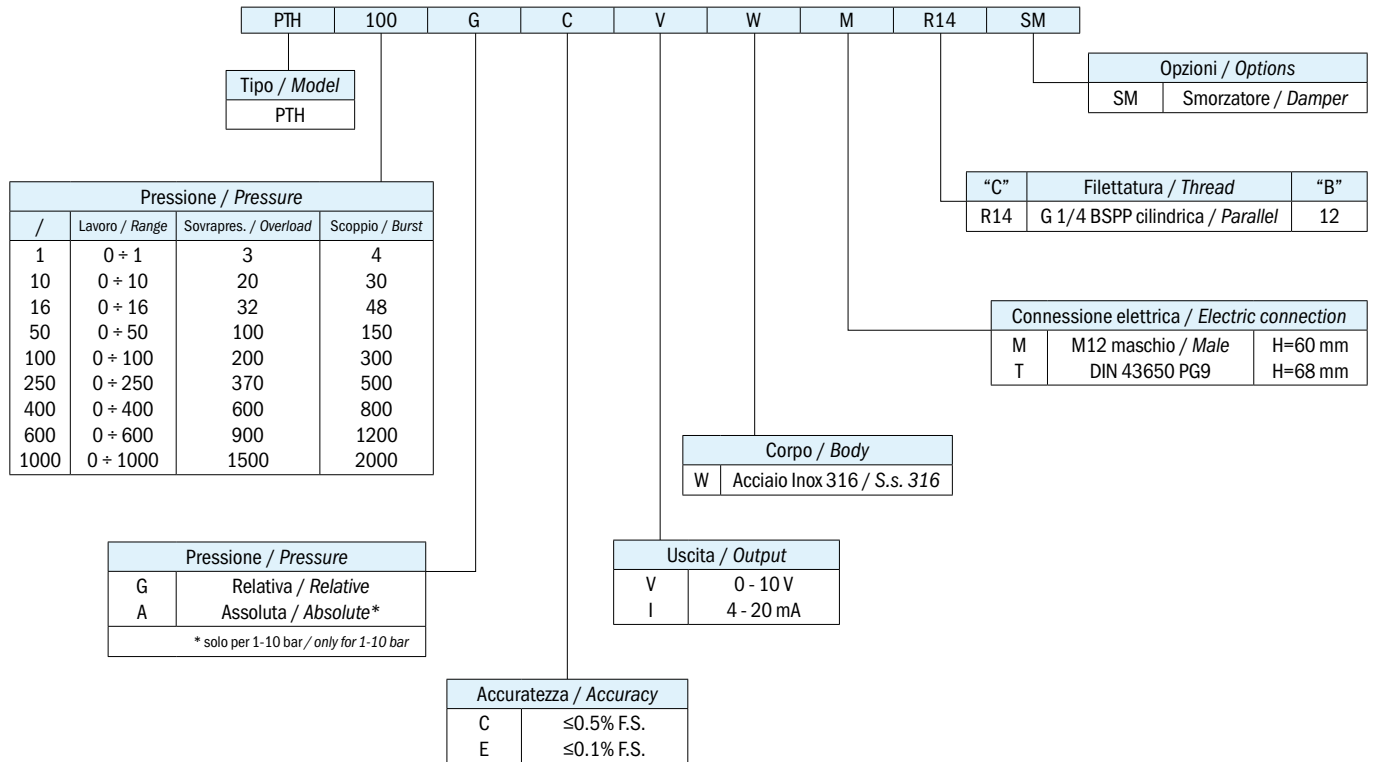 PTH 100 G C V W M R14 SM
Tipo / Model
PTH
Opzioni / Options
SM Smorzatore / Damper
"C" Filettatura / Thread "B"
R14 G 1/4 BSPP cilindrica / Parallel 12
Pressione / Pressure
/ Lavoro / Range Sovrapres. / Overload Scoppio / Burst
1 0 ÷ 1 3 4
10 0 ÷ 10 20 30
16 0 ÷ 16 32 48
50 0 ÷ 50 100 150
100 0 ÷ 100 200 300
250 0 ÷ 250 370 500
400 0 ÷ 400 600 800
600 0 ÷ 600 900 1200
1000 0 ÷ 1000 1500 2000
Connessione elettrica / Electric connection
M M12 maschio / Male H=60 mm
T DIN 43650 PG9 H=68 mm
Corpo / Body
W Acciaio Inox 316 / S.s. 316
Pressione / Pressure
G Relativa / Relative
A Assoluta / Absolute*
* solo per 1-10 bar / only for 1-10 bar
Uscita / Output
V 0 - 10 V
I 4 - 20 mA
Accuratezza / Accuracy
C ≤0.5% F.S.
E ≤0.1% F.S.